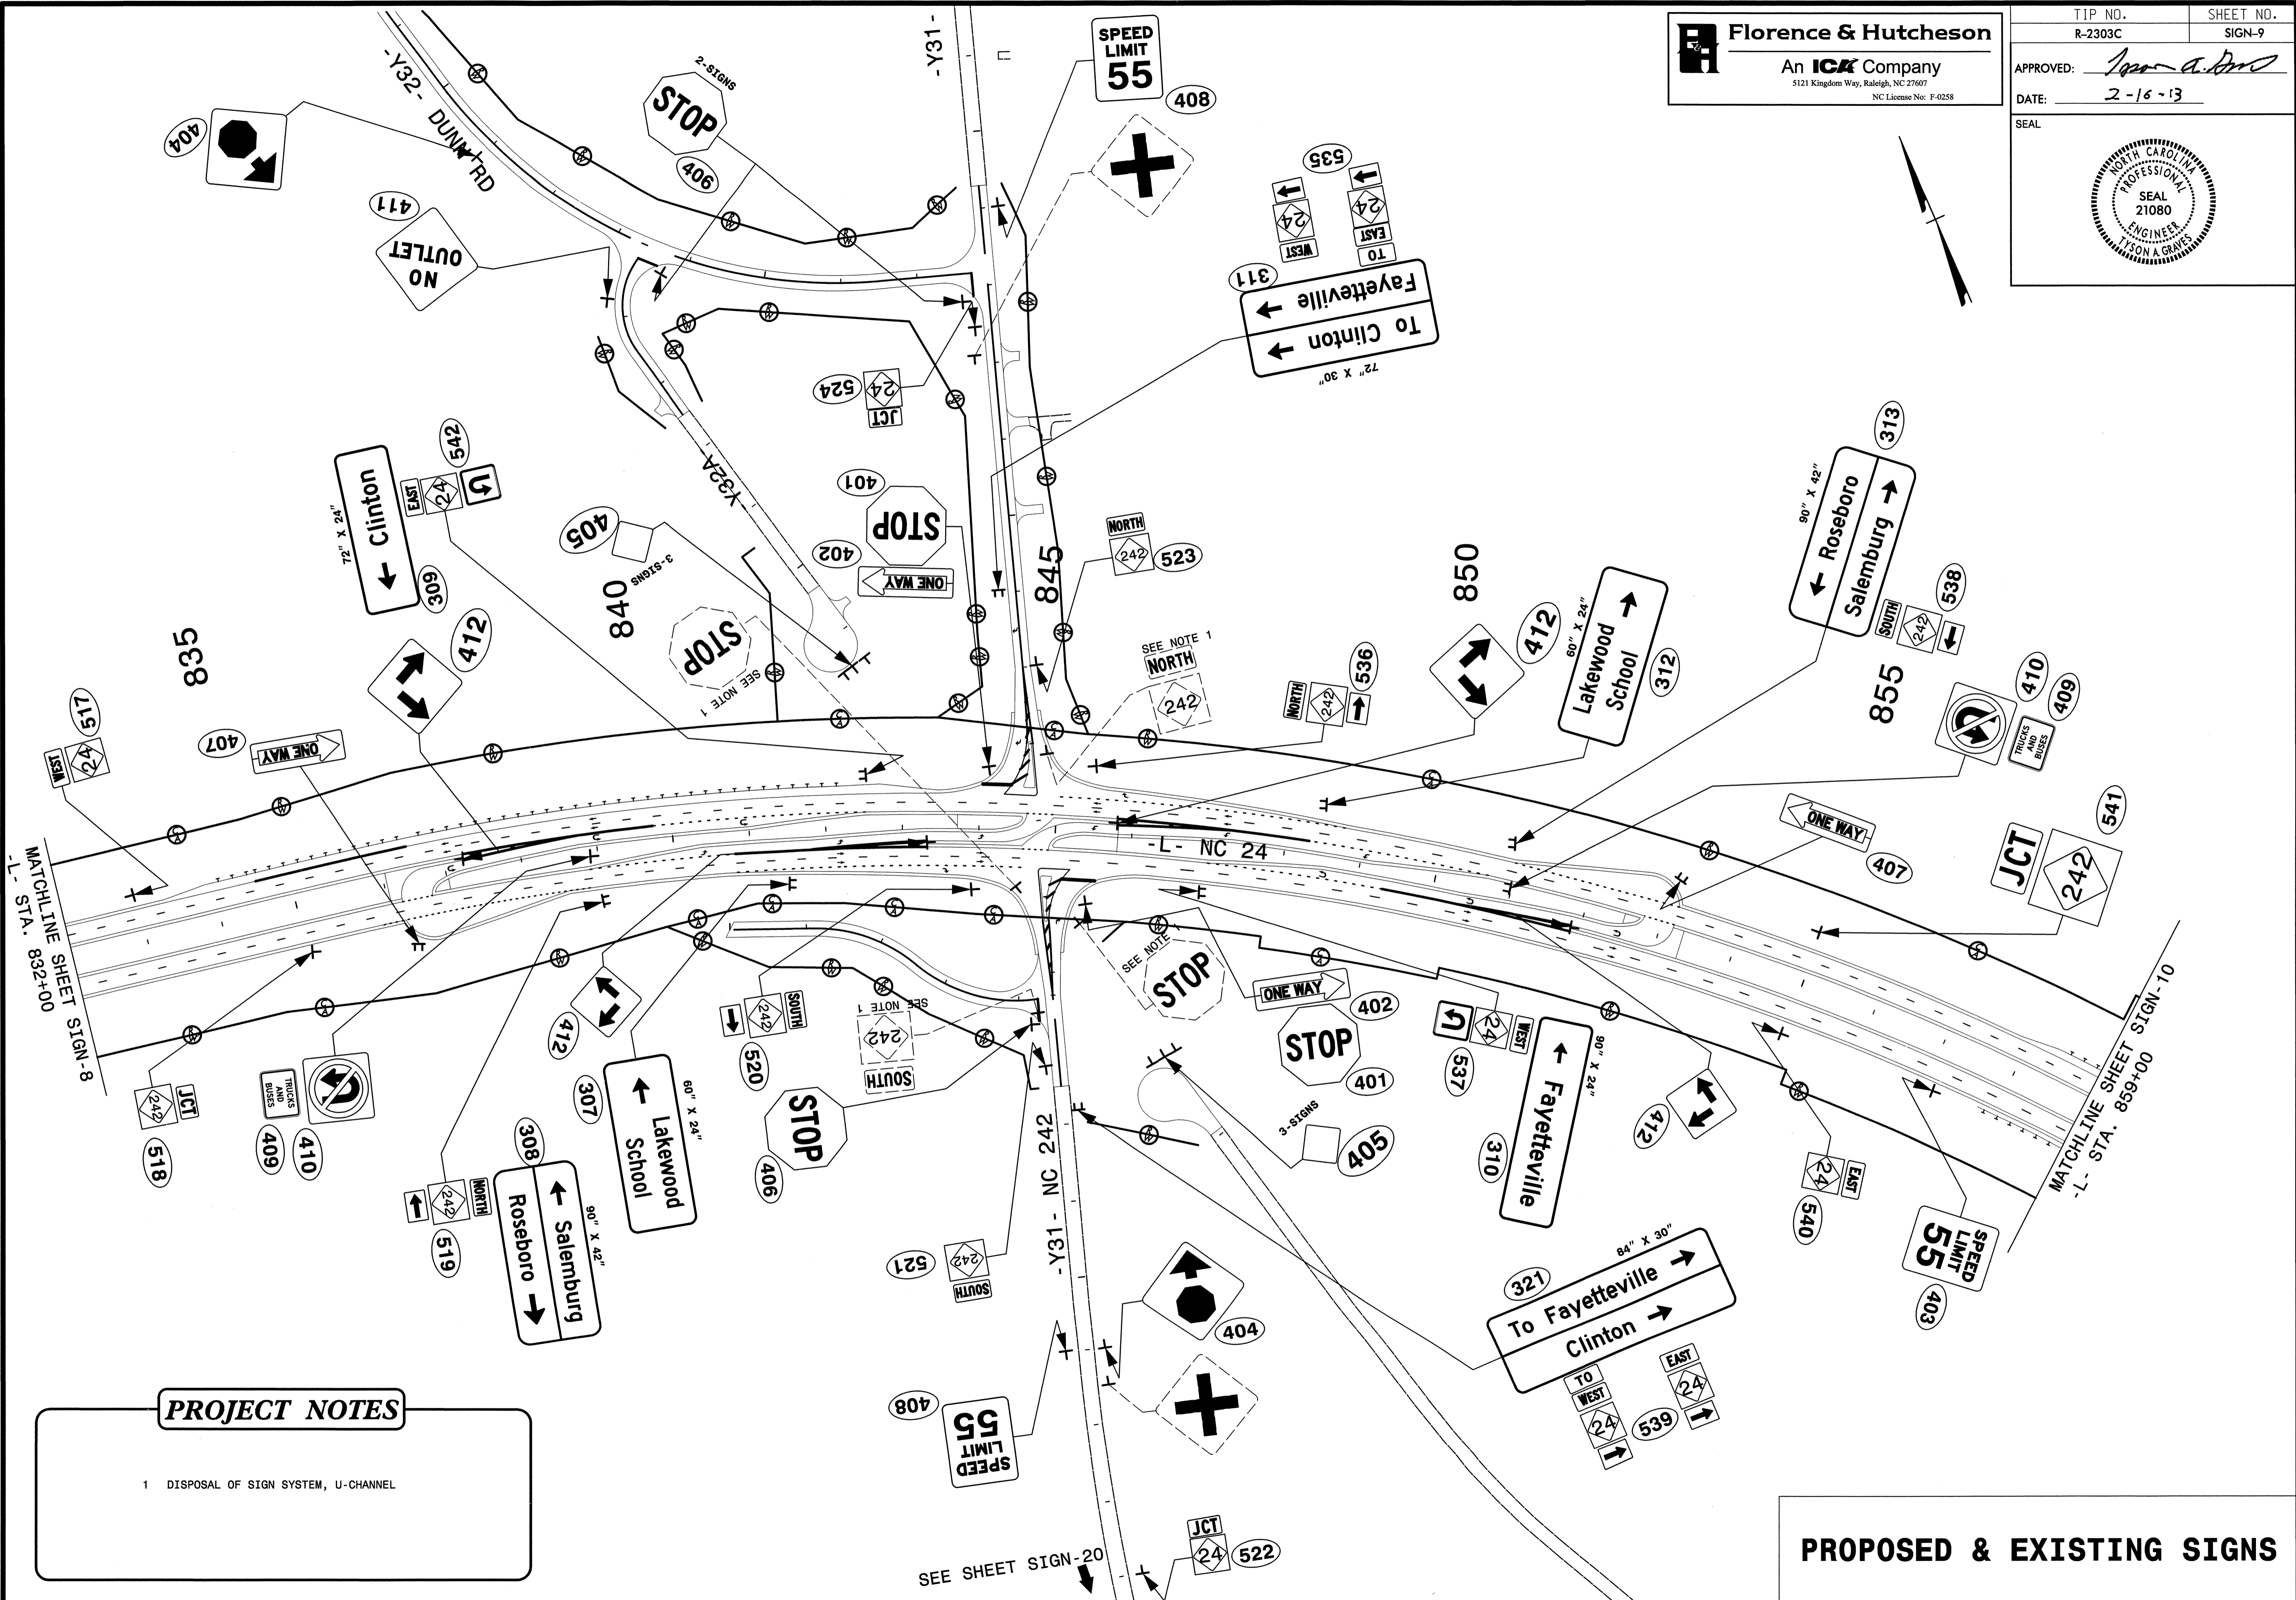 Florence & Hutcheson
An ICA Company
5121 Kingdom Way, Raleigh, NC 27607
NC License No: F-0258
TIP NO.
SHEET NO.
R-2303C
SIGN-9
APPROVED:
DATE: 2-16-13
SEAL
NORTH CAROLINA
PROFESSIONAL
SEAL
21080
ENGINEER
TYSON A. GRAVES
-Y32- DUNN RD
404
411
NO
OUTLET
2-SIGNS
STOP
406
-Y31-
SPEED
LIMIT
55
408
535
24
WEST
24
EAST
TO
311
Fayetteville
To Clinton
72" X 30"
524
24
JCT
542
EAST
24
Clinton
72" X 24"
309
412
Y32A
405
3-SIGNS
401
STOP
402
ONE WAY
NORTH
242
523
835
840
845
850
855
STOP
SEE NOTE 1
SEE NOTE 1
NORTH
242
NORTH
242
536
412
60" X 24"
Lakewood
School
312
313
90" X 42"
Roseboro
Salemburg
SOUTH
242
538
410
409
TRUCKS
AND
BUSES
517
WEST
24
407
ONE WAY
ONE WAY
407
541
JCT
242
MATCHLINE SHEET SIGN-8
-L- STA. 832+00
-L- NC 24
MATCHLINE SHEET SIGN-10
-L- STA. 859+00
242
JCT
518
TRUCKS
AND
BUSES
409
410
412
307
Lakewood
School
60" X 24"
242
SOUTH
520
SEE NOTE 1
242
SOUTH
STOP
406
NORTH
242
519
308
Salemburg
Roseboro
90" X 42"
521
242
SOUTH
-Y31- NC 242
SEE NOTE 1
STOP
ONE WAY
402
STOP
401
3-SIGNS
405
24
WEST
537
Fayetteville
90" X 24"
310
412
24
EAST
540
SPEED
LIMIT
55
403
404
321
84" X 30"
To Fayetteville
Clinton
TO
WEST
24
EAST
24
539
408
SPEED
LIMIT
55
JCT
24
522
SEE SHEET SIGN-20
PROJECT NOTES
1 DISPOSAL OF SIGN SYSTEM, U-CHANNEL
PROPOSED & EXISTING SIGNS